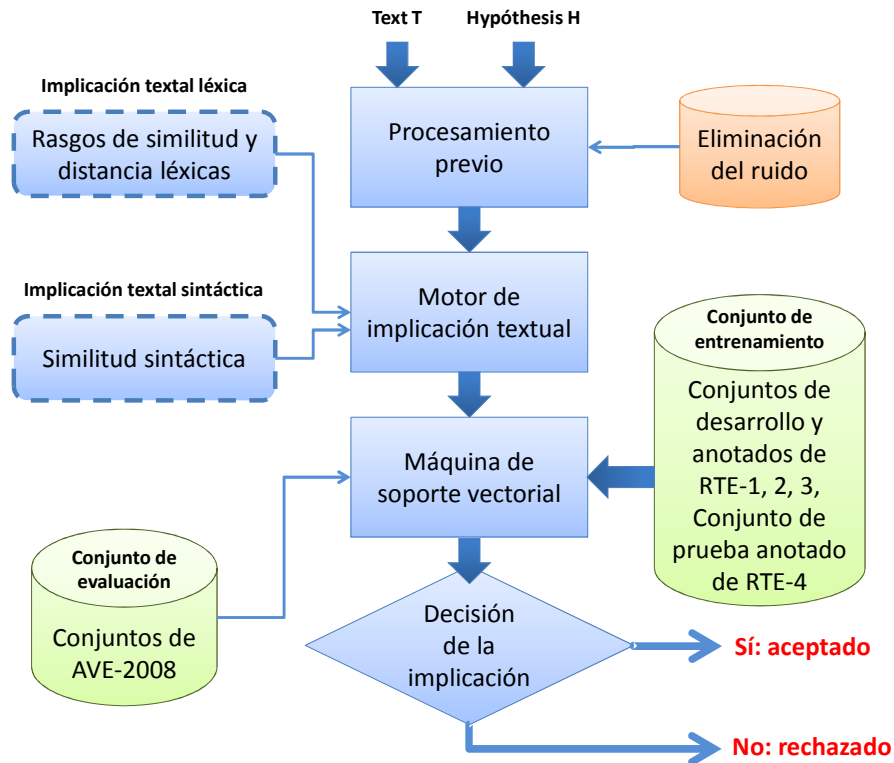 Text T
Hypóthesis H
Implicación textal léxica
Rasgos de similitud y
distancia léxicas
Procesamiento
previo
Eliminación
del ruido
Implicación textal sintáctica
Similitud sintáctica
Motor de
implicación textual
Conjunto de
entrenamiento
Conjuntos de
desarrollo y
anotados de
RTE-1, 2, 3,
Conjunto de
prueba anotado
de RTE-4
Máquina de
soporte vectorial
Conjunto de
evaluación
Conjuntos de
AVE-2008
Decisión
de la
implicación
Sí: aceptado
No: rechazado